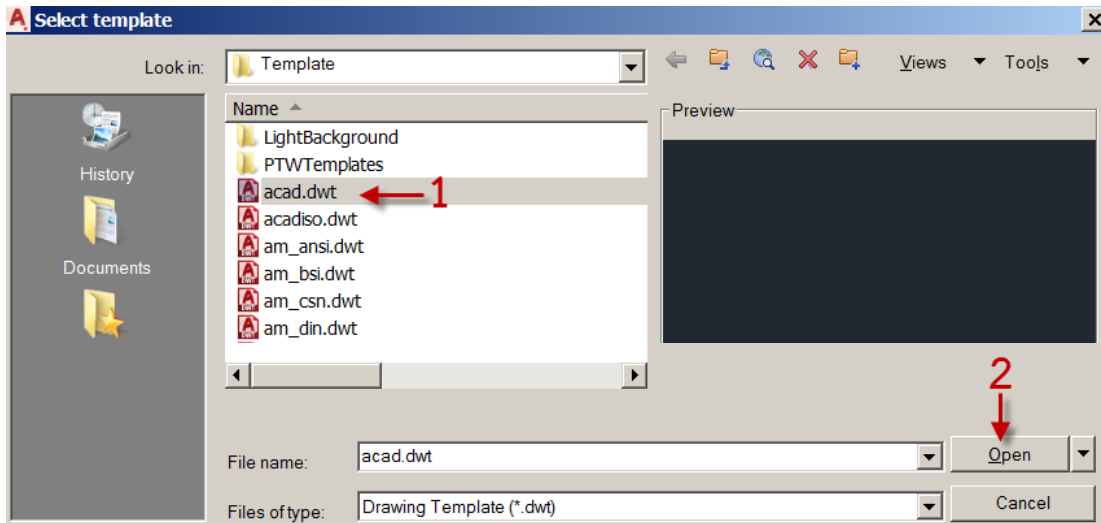 Select template
Look in: Template Views Tools
Name
Preview
LightBackground
PTWTemplates
acad.dwt 1
acadiso.dwt
am_ansi.dwt
am_bsi.dwt
am_csn.dwt
am_din.dwt
History
Documents
2
File name: acad.dwt Open
Files of type: Drawing Template (*.dwt) Cancel